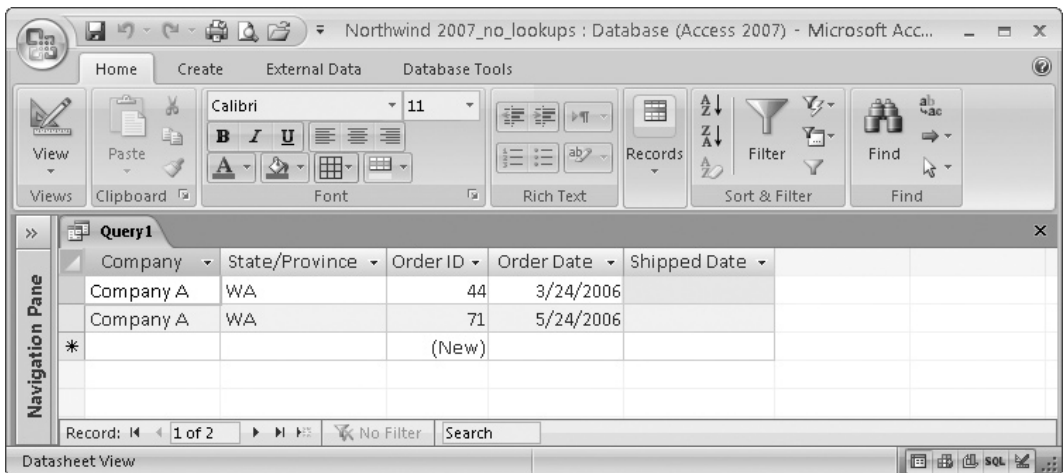 Northwind 2007_no_lookups : Database (Access 2007) - Microsoft Acc...
Home Create External Data Database Tools
View
Views
Paste
Clipboard
Calibri 11
B I U
A
Font
ab
Rich Text
Records
A Z
Z A
A Z
Filter
Sort & Filter
Find
ab ac
Find
Query1
Navigation Pane
Company State/Province Order ID Order Date Shipped Date
Company A WA 44 3/24/2006
Company A WA 71 5/24/2006
* (New)
Record: 1 of 2 No Filter Search
Datasheet View SQL